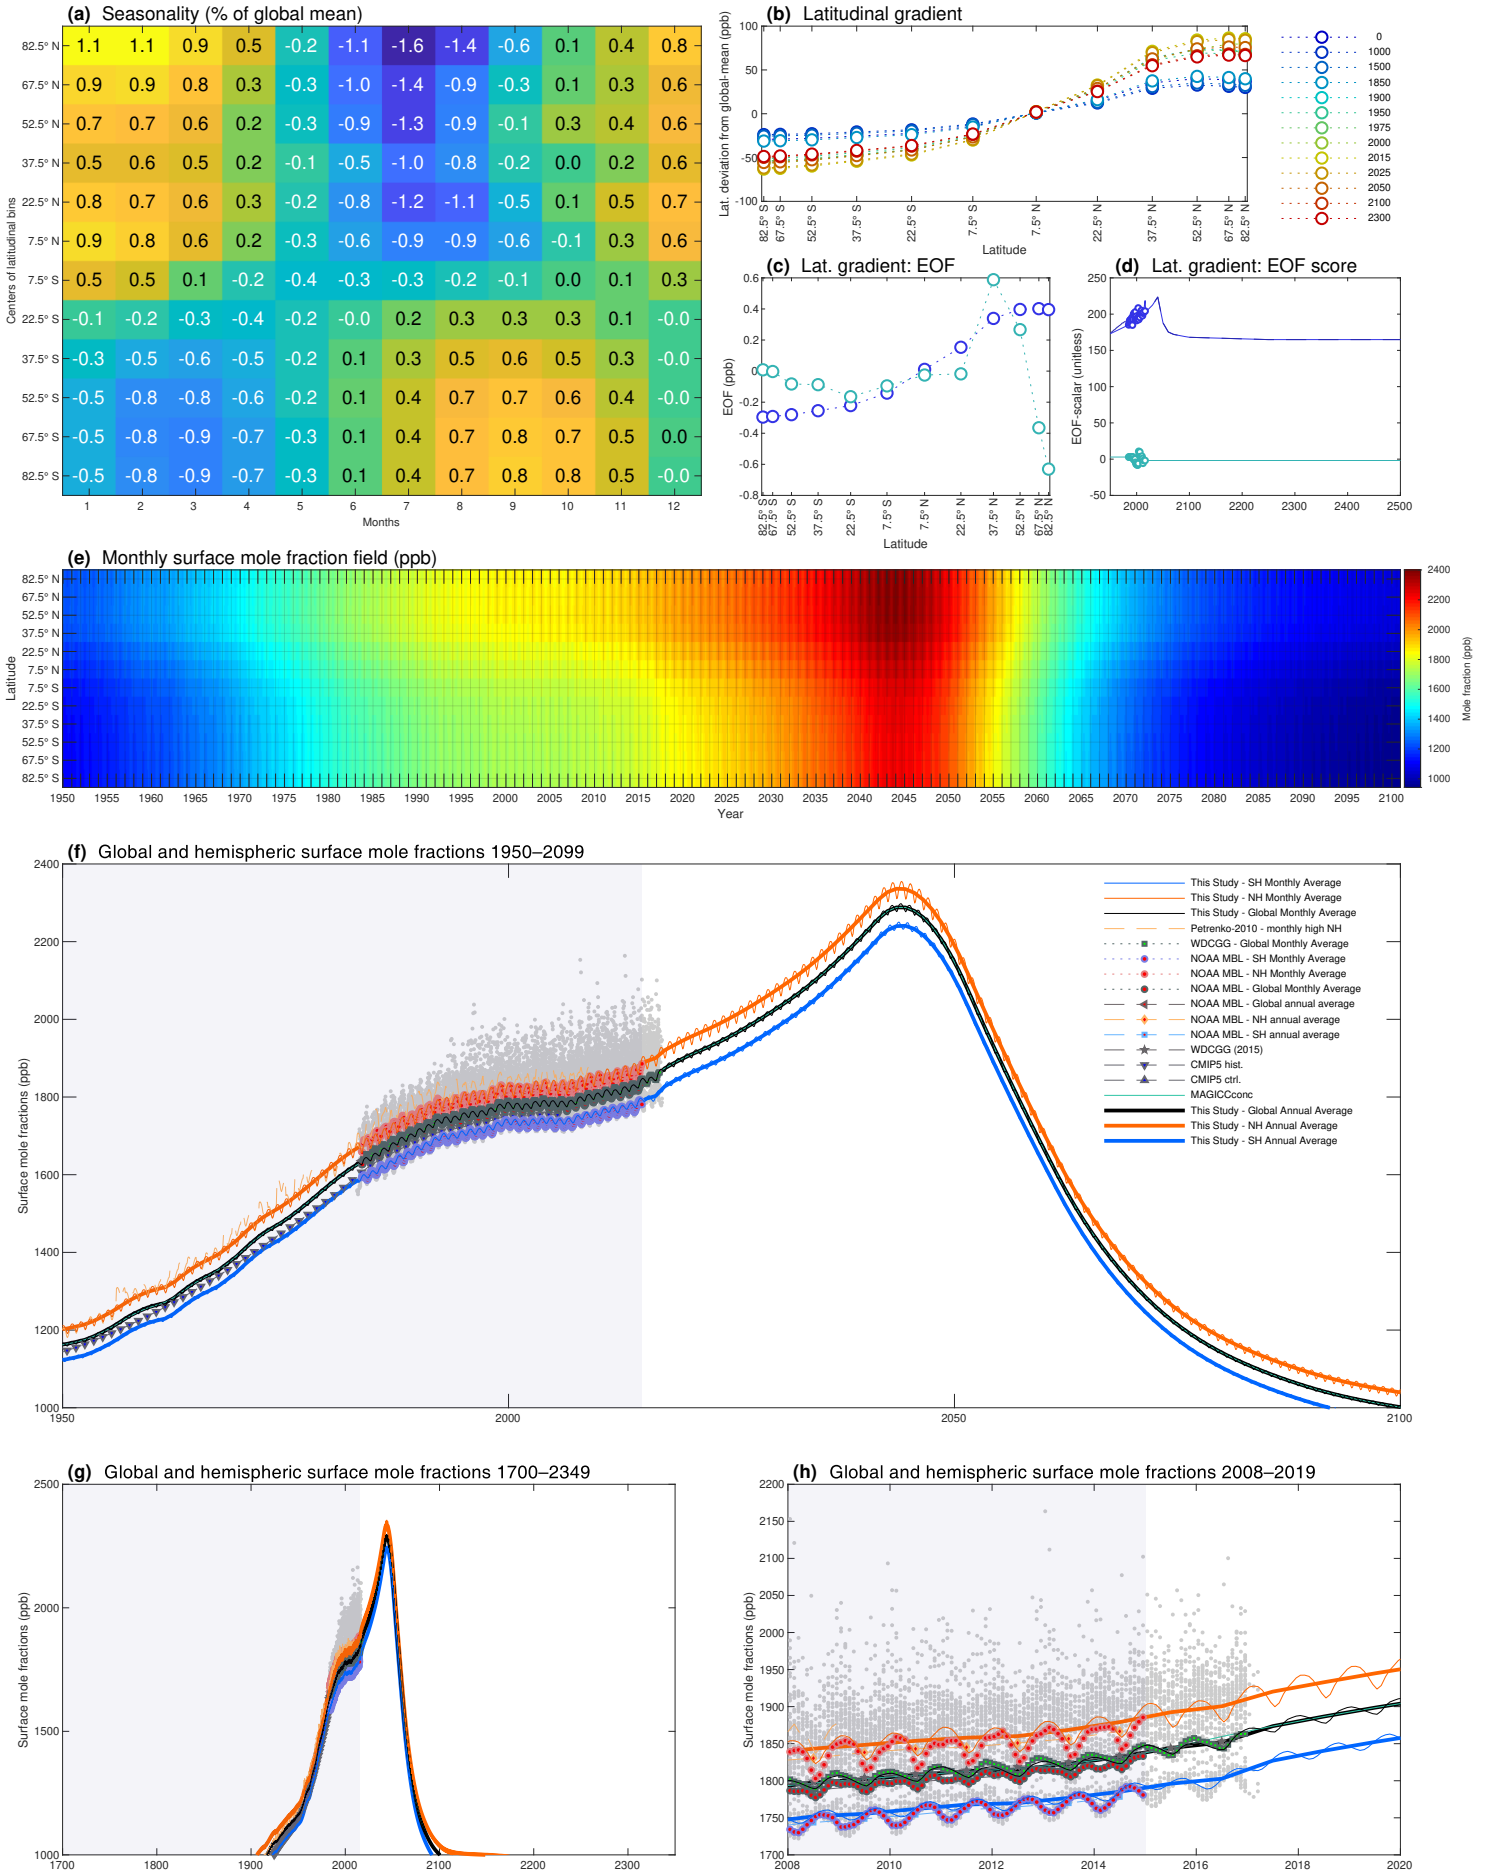 (a) Seasonality (% of global mean)
82.5° N 1.1 1.1 0.9 0.5 -0.2 -1.1 -1.6 -1.4 -0.6 0.1 0.4 0.8
67.5° N 0.9 0.9 0.8 0.3 -0.3 -1.0 -1.4 -0.9 -0.3 0.1 0.3 0.6
52.5° N 0.7 0.7 0.6 0.2 -0.3 -0.9 -1.3 -0.9 -0.1 0.3 0.4 0.6
37.5° N 0.5 0.6 0.5 0.2 -0.1 -0.5 -1.0 -0.8 -0.2 0.0 0.2 0.6
22.5° N 0.8 0.7 0.6 0.3 -0.2 -0.8 -1.2 -1.1 -0.5 0.1 0.5 0.7
7.5° N 0.9 0.8 0.6 0.2 -0.3 -0.6 -0.9 -0.9 -0.6 -0.1 0.3 0.6
7.5° S 0.5 0.5 0.1 -0.2 -0.4 -0.3 -0.3 -0.2 -0.1 0.0 0.1 0.3
22.5° S -0.1 -0.2 -0.3 -0.4 -0.2 -0.0 0.2 0.3 0.3 0.3 0.1 -0.0
37.5° S -0.3 -0.5 -0.6 -0.5 -0.2 0.1 0.3 0.5 0.6 0.5 0.3 -0.0
52.5° S -0.5 -0.8 -0.8 -0.6 -0.2 0.1 0.4 0.7 0.7 0.6 0.4 -0.0
67.5° S -0.5 -0.8 -0.9 -0.7 -0.3 0.1 0.4 0.7 0.8 0.7 0.5 0.0
82.5° S -0.5 -0.8 -0.9 -0.7 -0.3 0.1 0.4 0.8 0.8 0.8 0.5 -0.0
1 2 3 4 5 6 7 8 9 10 11 12
Months
Centers of latitudinal bins
(b) Latitudinal gradient
Lat. deviation from global-mean (ppb)
100
50
0
-50
-100
82.5° S 67.5° S 52.5° S 37.5° S 22.5° S 7.5° S 7.5° N 22.5° N 37.5° N 52.5° N 67.5° N 82.5° N
Latitude
0
1000
1500
1850
1900
1950
1975
2000
2015
2025
2050
2100
2300
(c) Lat. gradient: EOF
EOF (ppb)
0.6
0.4
0.2
0
-0.2
-0.4
-0.6
-0.8
82.5° S 67.5° S 52.5° S 37.5° S 22.5° S 7.5° S 7.5° N 22.5° N 37.5° N 52.5° N 67.5° N 82.5° N
Latitude
(d) Lat. gradient: EOF score
EOF-scalar (unitless)
250
200
150
100
50
0
-50
2000 2100 2200 2300 2400 2500
(e) Monthly surface mole fraction field (ppb)
Latitude
82.5° N
67.5° N
52.5° N
37.5° N
22.5° N
7.5° N
7.5° S
22.5° S
37.5° S
52.5° S
67.5° S
82.5° S
1950 1955 1960 1965 1970 1975 1980 1985 1990 1995 2000 2005 2010 2015 2020 2025 2030 2035 2040 2045 2050 2055 2060 2065 2070 2075 2080 2085 2090 2095 2100
Year
2400
2200
2000
1800
1600
1400
1200
1000
Mole fraction (ppb)
(f) Global and hemispheric surface mole fractions 1950–2099
Surface mole fractions (ppb)
2400
2200
2000
1800
1600
1400
1200
1000
1950 2000 2050 2100
This Study - SH Monthly Average
This Study - NH Monthly Average
This Study - Global Monthly Average
Petrenko-2010 - monthly high NH
WDCGG - Global Monthly Average
NOAA MBL - SH Monthly Average
NOAA MBL - NH Monthly Average
NOAA MBL - Global Monthly Average
NOAA MBL - Global annual average
NOAA MBL - NH annual average
NOAA MBL - SH annual average
WDCGG (2015)
CMIP5 hist.
CMIP5 ctrl.
MAGICCconc
This Study - Global Annual Average
This Study - NH Annual Average
This Study - SH Annual Average
(g) Global and hemispheric surface mole fractions 1700–2349
Surface mole fractions (ppb)
2500
2000
1500
1000
1700 1800 1900 2000 2100 2200 2300
(h) Global and hemispheric surface mole fractions 2008–2019
Surface mole fractions (ppb)
2200
2150
2100
2050
2000
1950
1900
1850
1800
1750
1700
2008 2010 2012 2014 2016 2018 2020